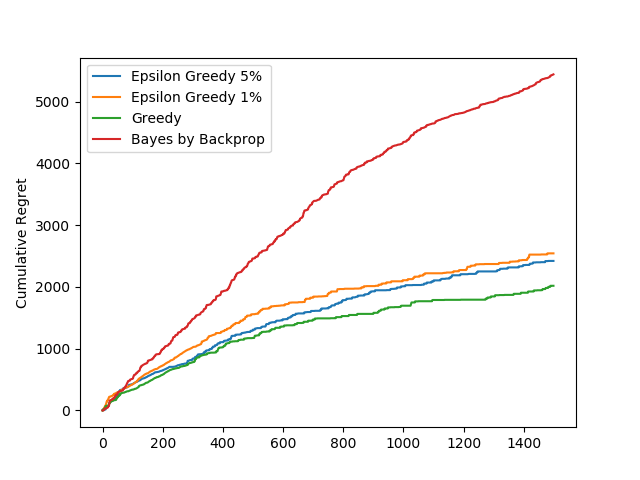 Epsilon Greedy 5%
Epsilon Greedy 1%
Greedy
Bayes by Backprop
Cumulative Regret
5000
4000
3000
2000
1000
0
0 200 400 600 800 1000 1200 1400